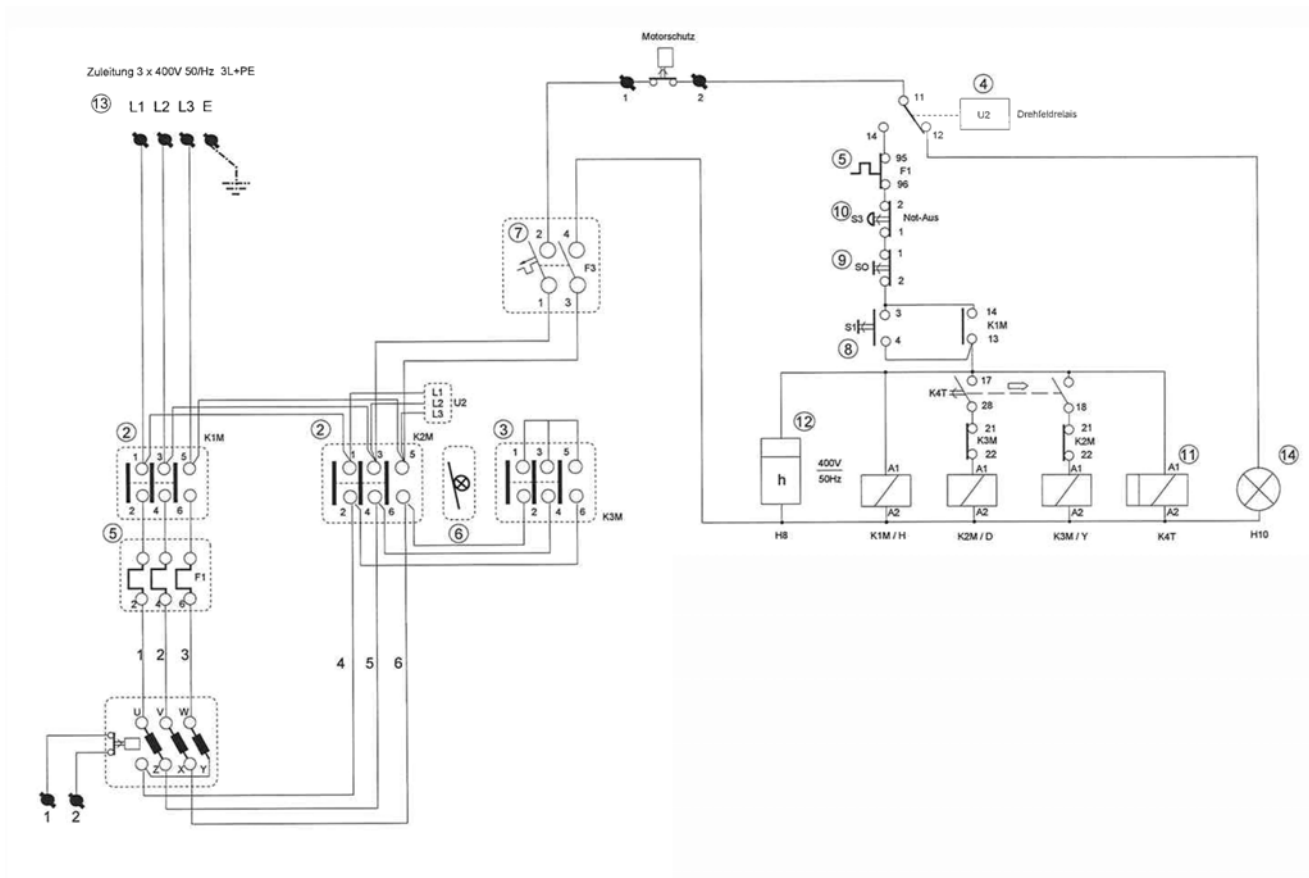 Motorschutz
Zuleitung 3 x 400V 50/Hz 3L+PE
13 L1 L2 L3 E
1 2
11
4
U2 Drehfeldrelais
12
14
5 95
F1
96
2
10 S3 Not-Aus
1
7 2 4
F3
1 3
1
9 SO
2
3 14
S1 K1M
8 4 13
L1
L2 U2
L3
17
K4T
28 18
2 K1M
1 3 5
2 4 6
2 K2M
1 3 5
2 4 6
6
3
1 3 5
2 4 6
K3M
12
h
400V
50Hz
21 21
K3M K2M
22 22
11
14
A1 A1 A1 A1
A2 A2 A2 A2
H8 K1M / H K2M / D K3M / Y K4T H10
5
F1
2 4 6
1 2 3
4 5 6
U V W
Z X Y
1 2